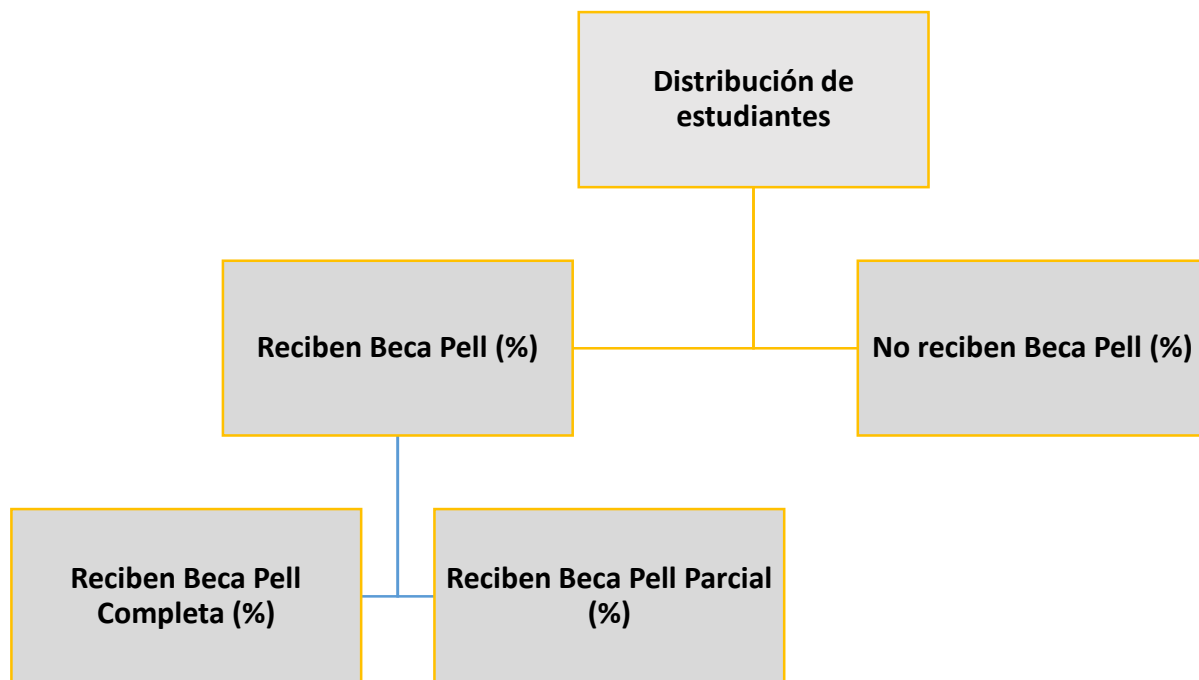 Distribución de
estudiantes
Reciben Beca Pell (%)
No reciben Beca Pell (%)
Reciben Beca Pell
Completa (%)
Reciben Beca Pell Parcial
(%)